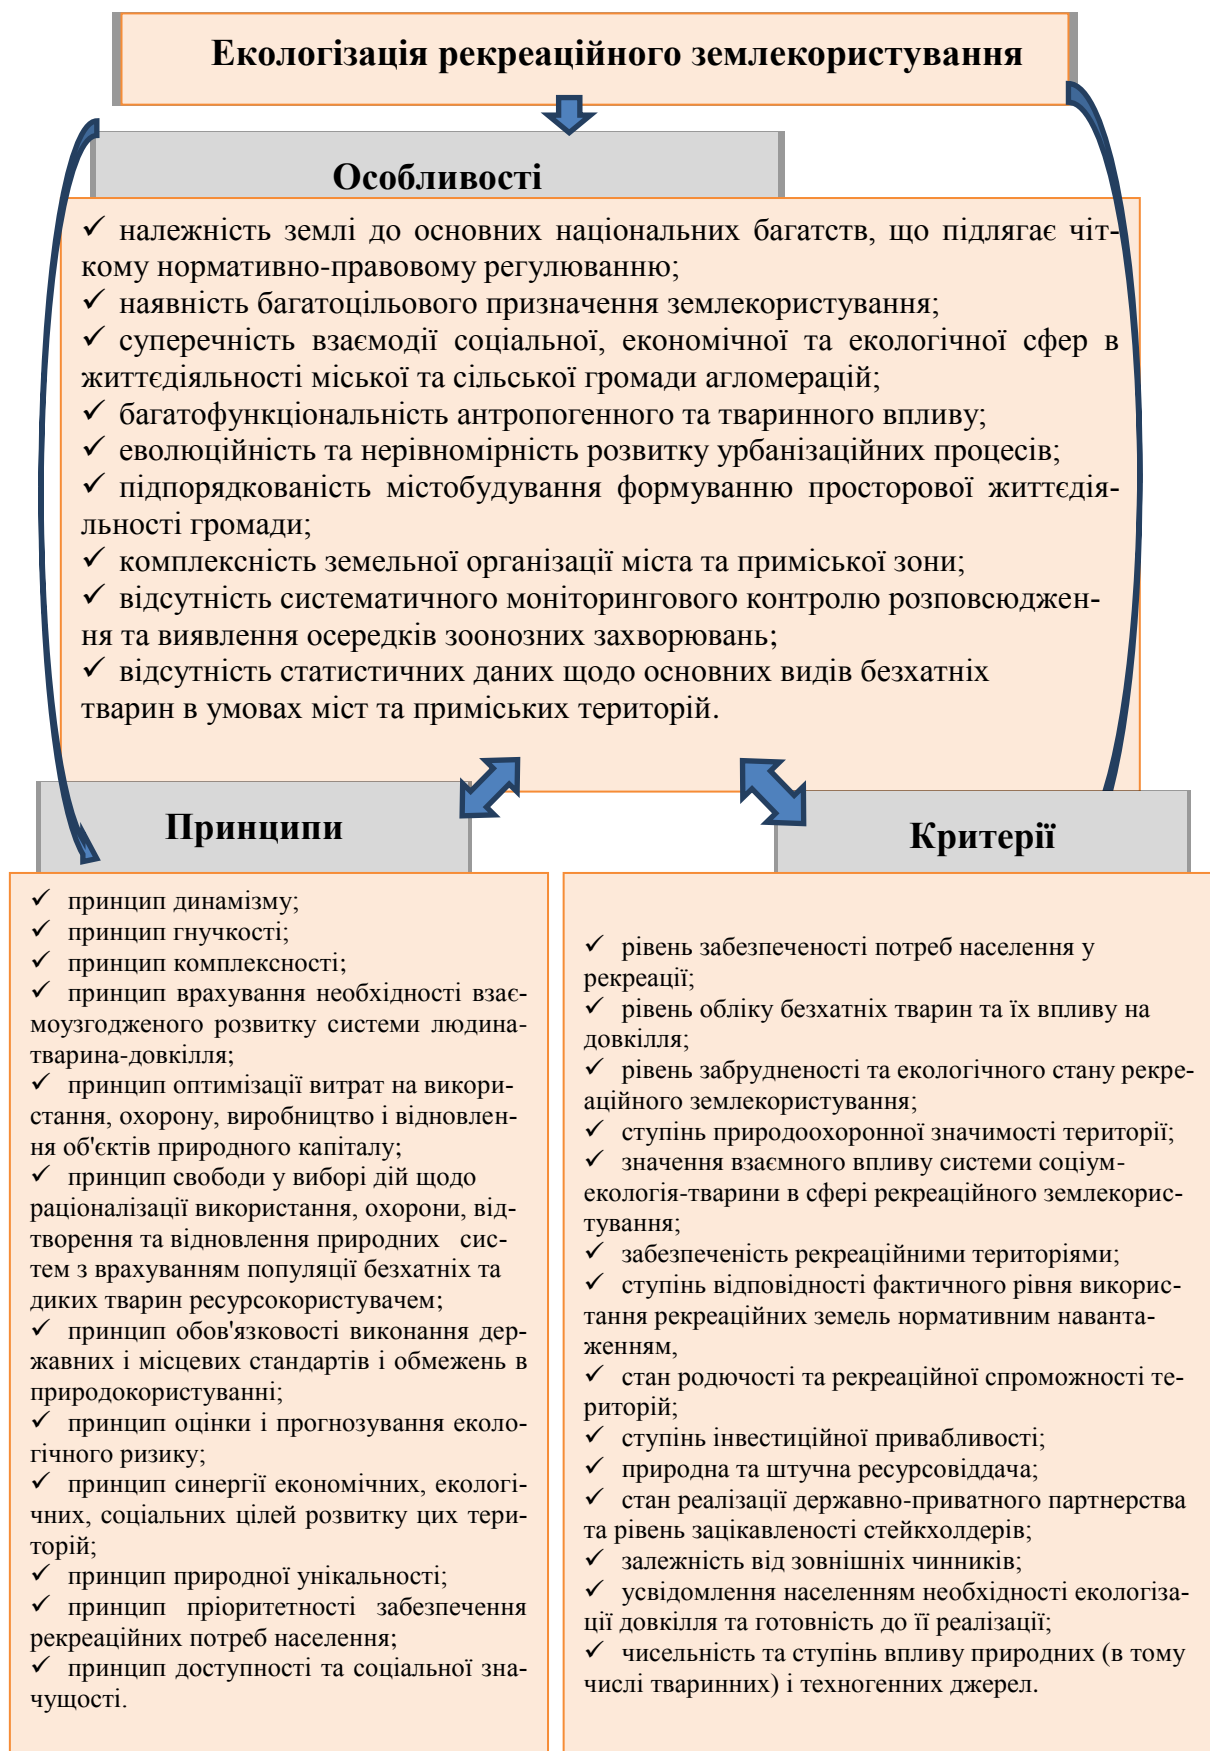 Екологізація рекреаційного землекористування
Особливості
✓ належність землі до основних національних багатств, що підлягає чіт-
кому нормативно-правовому регулюванню;
✓ наявність багатоцільового призначення землекористування;
✓ суперечність взаємодії соціальної, економічної та екологічної сфер в
життєдіяльності міської та сільської громади агломерацій;
✓ багатофункціональність антропогенного та тваринного впливу;
✓ еволюційність та нерівномірність розвитку урбанізаційних процесів;
✓ підпорядкованість містобудування формуванню просторової життєдія-
льності громади;
✓ комплексність земельної організації міста та приміської зони;
✓ відсутність систематичного моніторингового контролю розповсюджен-
ня та виявлення осередків зоонозних захворювань;
✓ відсутність статистичних даних щодо основних видів безхатніх
тварин в умовах міст та приміських територій.
Принципи
✓ принцип динамізму;
✓ принцип гнучкості;
✓ принцип комплексності;
✓ принцип врахування необхідності взає-
моузгодженого розвитку системи людина-
тварина-довкілля;
✓ принцип оптимізації витрат на викори-
стання, охорону, виробництво і відновлен-
ня об'єктів природного капіталу;
✓ принцип свободи у виборі дій щодо
раціоналізації використання, охорони, від-
творення та відновлення природних сис-
тем з врахуванням популяції безхатніх та
диких тварин ресурсокористувачем;
✓ принцип обов'язковості виконання дер-
жавних і місцевих стандартів і обмежень в
природокористуванні;
✓ принцип оцінки і прогнозування еколо-
гічного ризику;
✓ принцип синергії економічних, екологі-
чних, соціальних цілей розвитку цих тери-
торій;
✓ принцип природної унікальності;
✓ принцип пріоритетності забезпечення
рекреаційних потреб населення;
✓ принцип доступності та соціальної зна-
чущості.
Критерії
✓ рівень забезпеченості потреб населення у
рекреації;
✓ рівень обліку безхатніх тварин та їх впливу на
довкілля;
✓ рівень забрудненості та екологічного стану рекре-
аційного землекористування;
✓ ступінь природоохоронної значимості території;
✓ значення взаємного впливу системи соціум-
екологія-тварини в сфері рекреаційного землекорис-
тування;
✓ забезпеченість рекреаційними територіями;
✓ ступінь відповідності фактичного рівня викорис-
тання рекреаційних земель нормативним наванта-
женням,
✓ стан родючості та рекреаційної спроможності те-
риторій;
✓ ступінь інвестиційної привабливості;
✓ природна та штучна ресурсовіддача;
✓ стан реалізації державно-приватного партнерства
та рівень зацікавленості стейкхолдерів;
✓ залежність від зовнішніх чинників;
✓ усвідомлення населенням необхідності екологіза-
ції довкілля та готовність до її реалізації;
✓ чисельність та ступінь впливу природних (в тому
числі тваринних) і техногенних джерел.